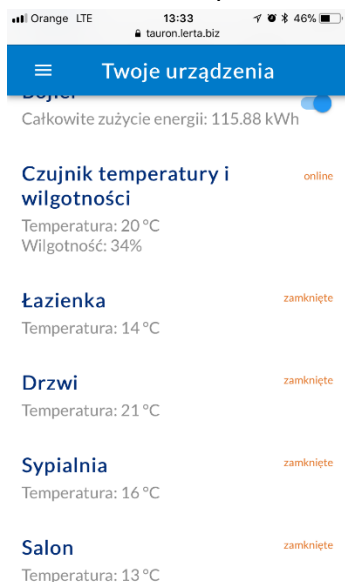 Orange LTE 13:33 46%
tauron.lerta.biz
Twoje urządzenia
Całkowite zużycie energii: 115.88 kWh
Czujnik temperatury i online
wilgotności
Temperatura: 20 °C
Wilgotność: 34%
Łazienka zamknięte
Temperatura: 14 °C
Drzwi zamknięte
Temperatura: 21 °C
Sypialnia zamknięte
Temperatura: 16 °C
Salon zamknięte
Temperatura: 13 °C